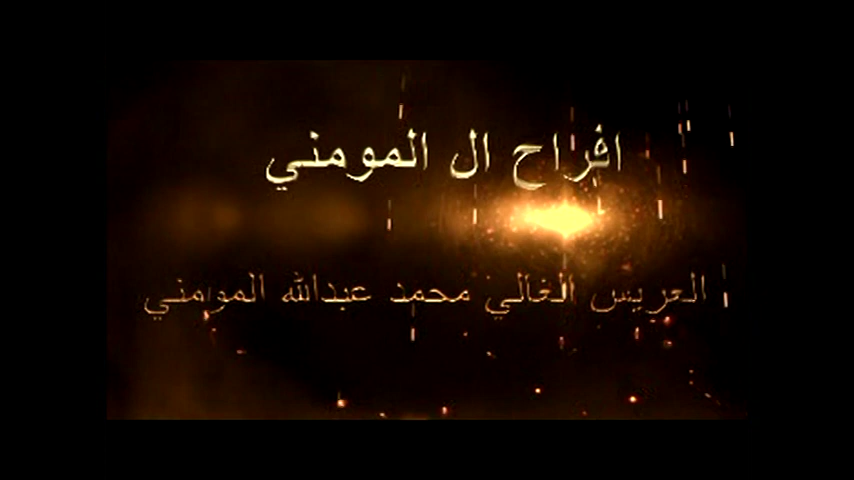 افراح ال المومني
العريس الغالي محمد عبدالله المومني